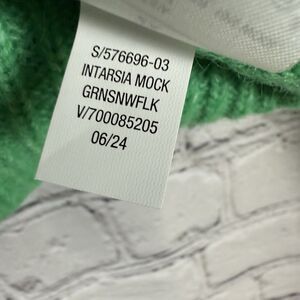 S/576696-03
INTARSIA MOCK
GRNSNWFLK
V/700085205
06/24